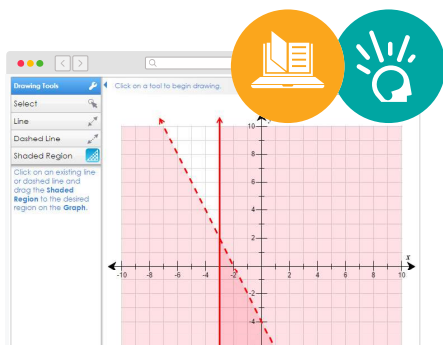 Drawing Tools
Click on a tool to begin drawing.
Select
Line
Dashed Line
Shaded Region
Click on an existing line
or dashed line and
drag the Shaded
Region to the desired
region on the Graph.
10
8
6
4
2
x
-10 -8 -6 -4 -2 2 4 6 8 10
-2
-4